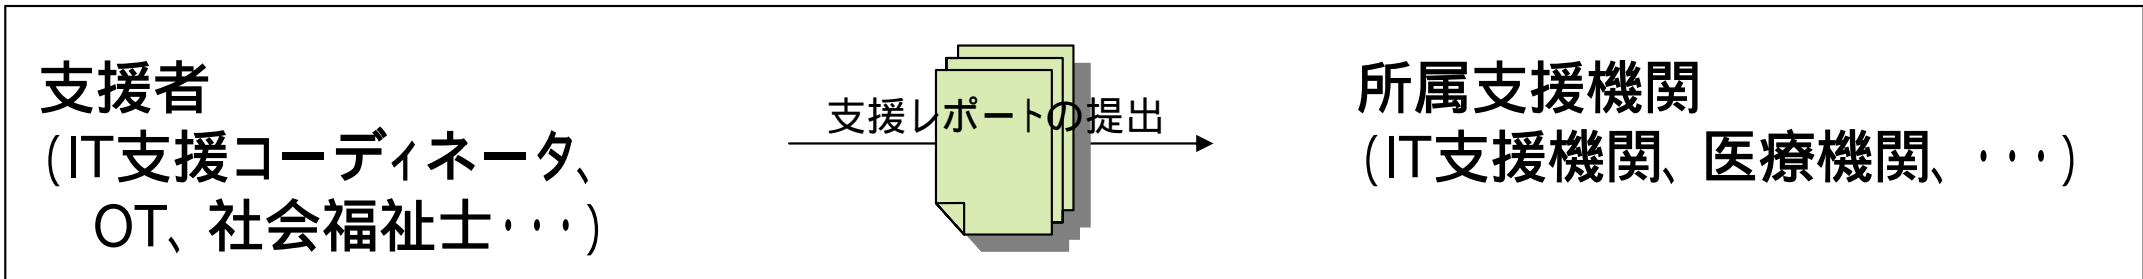 支援者
(IT支援コーディネータ、
OT、社会福祉士・・・)
支援レポートの提出
所属支援機関
(IT支援機関、医療機関、・・・)